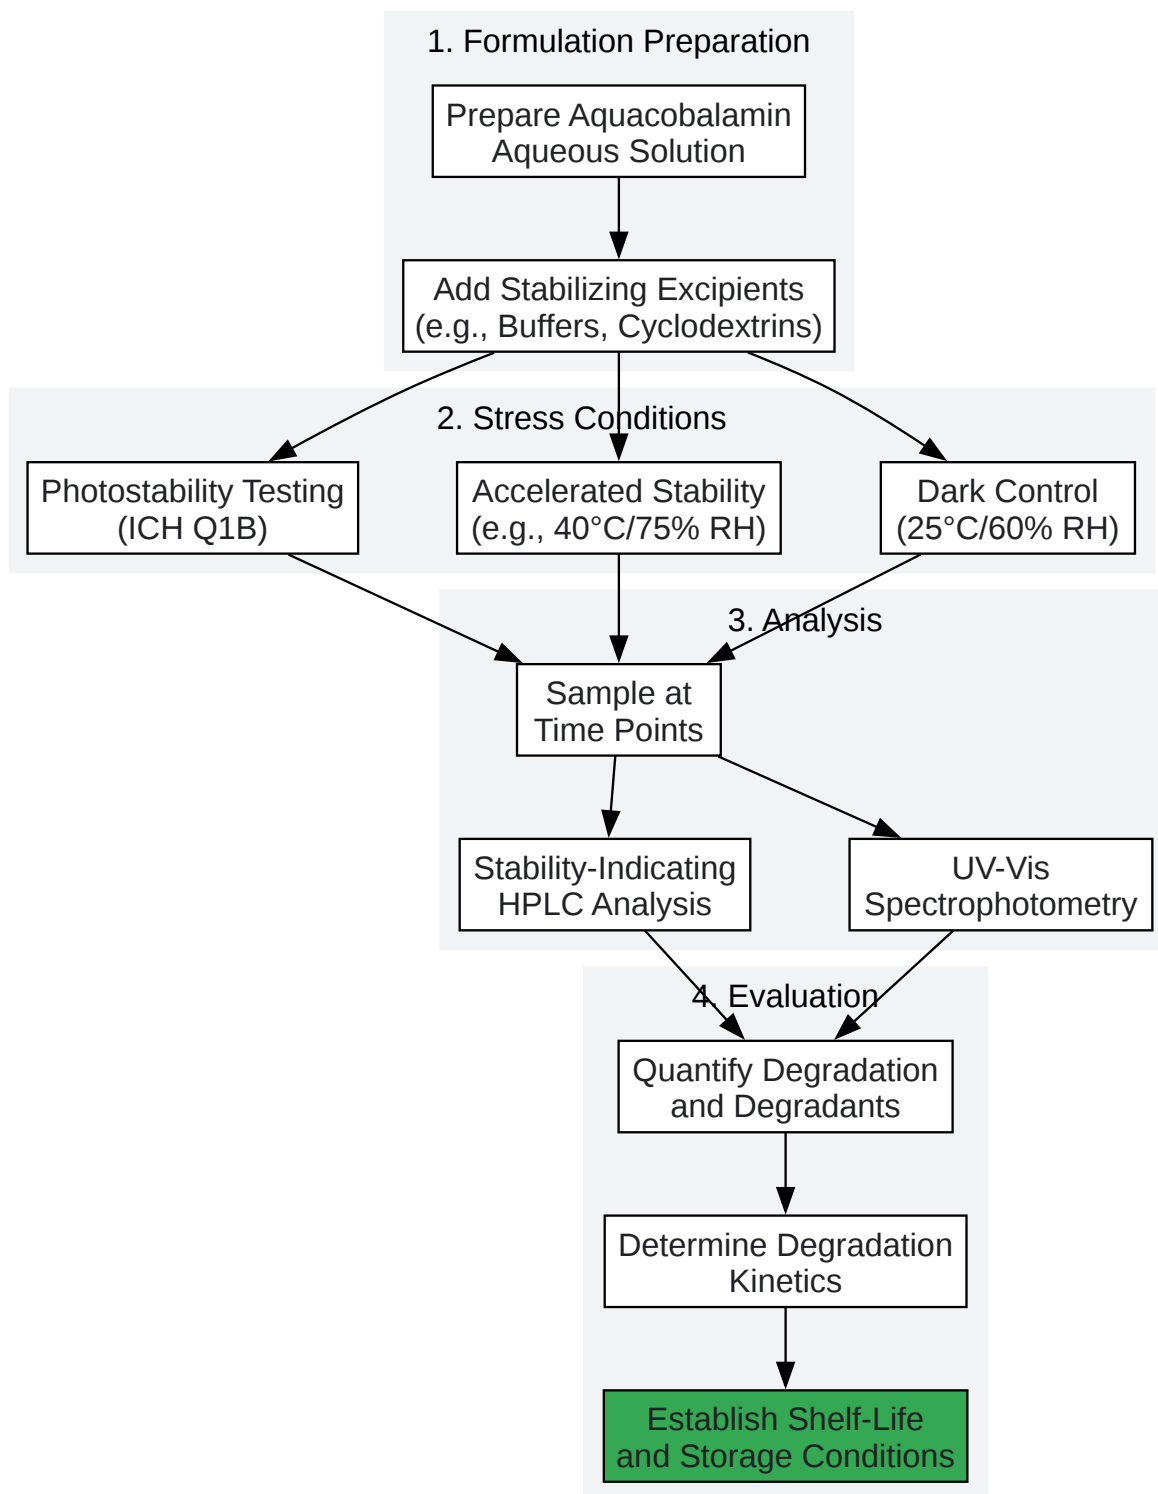 1. Formulation Preparation
Prepare Aquacobalamin
Aqueous Solution
Add Stabilizing Excipients
(e.g., Buffers, Cyclodextrins)
2. Stress Conditions
Photostability Testing
(ICH Q1B)
Accelerated Stability
(e.g., 40°C/75% RH)
Dark Control
(25°C/60% RH)
3. Analysis
Sample at
Time Points
Stability-Indicating
HPLC Analysis
UV-Vis
Spectrophotometry
4. Evaluation
Quantify Degradation
and Degradants
Determine Degradation
Kinetics
Establish Shelf-Life
and Storage Conditions